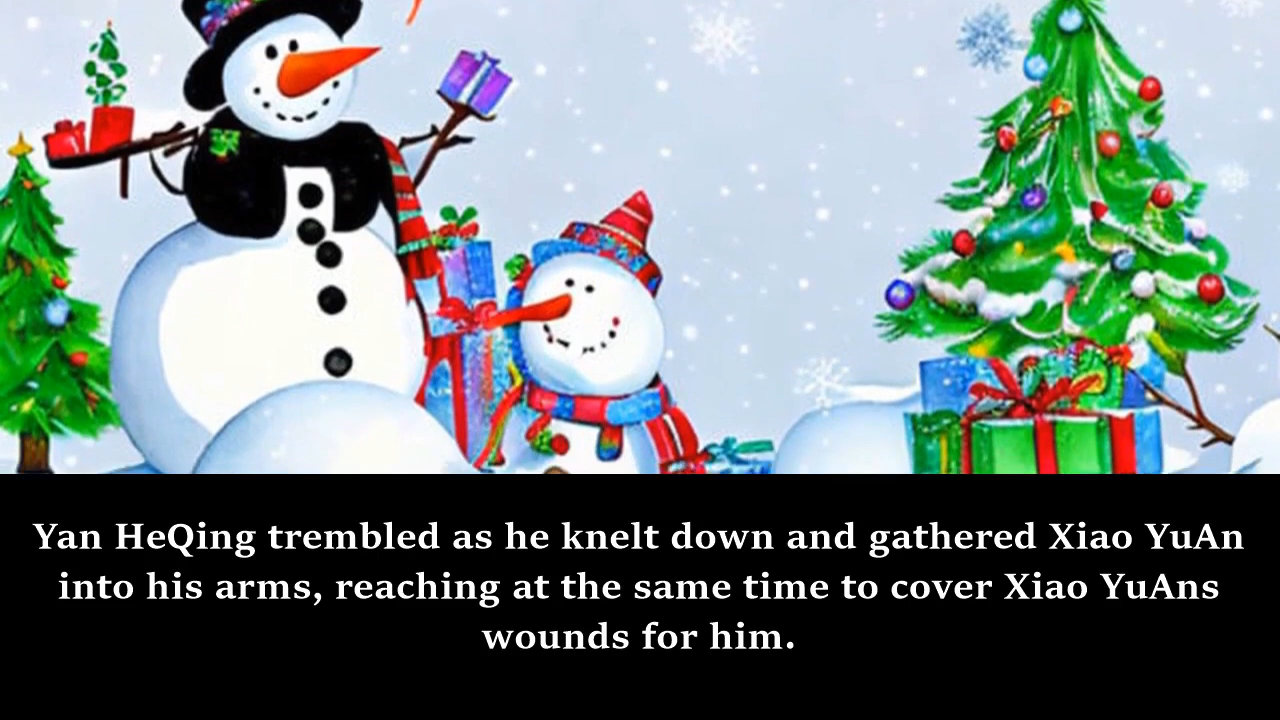 Yan HeQing trembled as he knelt down and gathered Xiao YuAn
into his arms, reaching at the same time to cover Xiao YuAns
wounds for him.